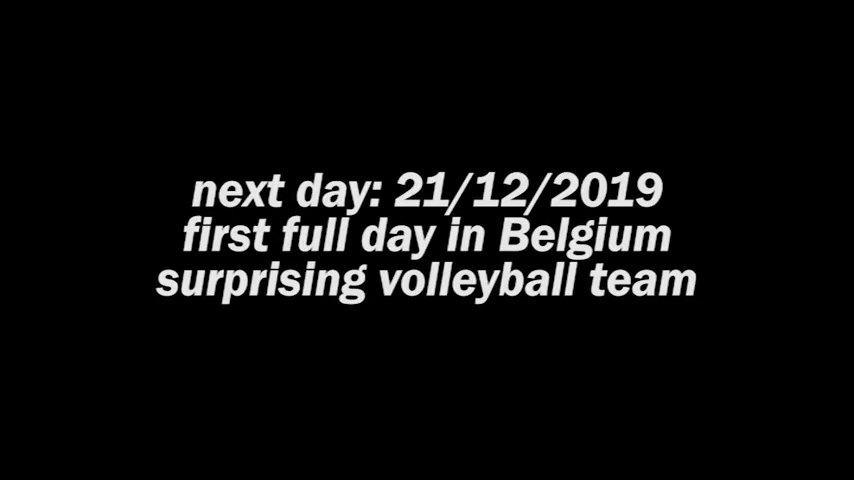 next day: 21/12/2019
first full day in Belgium
surprising volleyball team